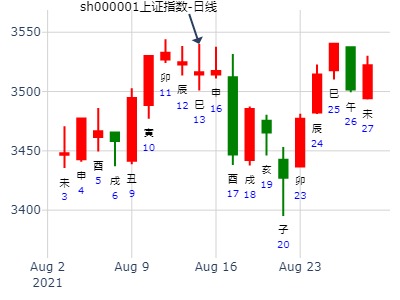 sh000001上证指数-日线
3550
3500
3450
3400
未
3
申
4
酉
5
戌
6
丑
9
寅
10
卯
11
辰
12
巳
13
申
16
酉
17
戌
18
亥
19
子
20
卯
23
辰
24
巳
25
午
26
未
27
Aug 2
2021
Aug 9
Aug 16
Aug 23